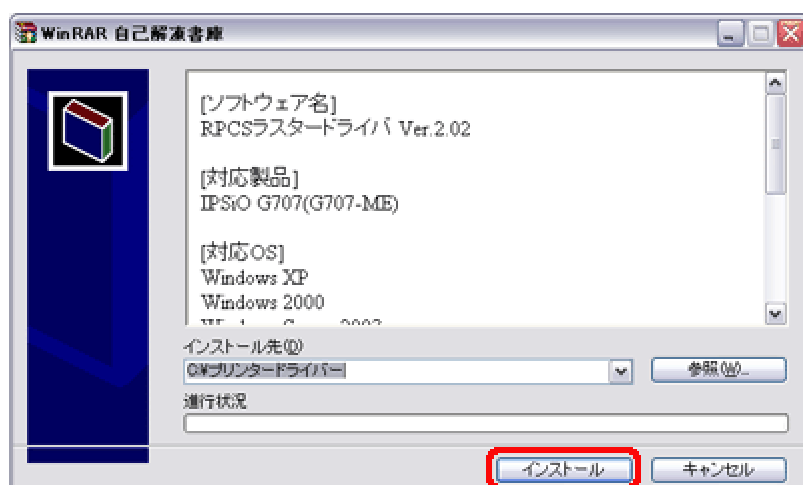 WinRAR 自己解凍書庫
[ソフトウェア名]
RPCSラスタードライバ Ver.2.02
[対応製品]
IPSiO G707(G707-ME)
[対応OS]
Windows XP
Windows 2000
インストール先(D)
C:¥プリンタードライバー
参照(W)...
進行状況
インストール
キャンセル